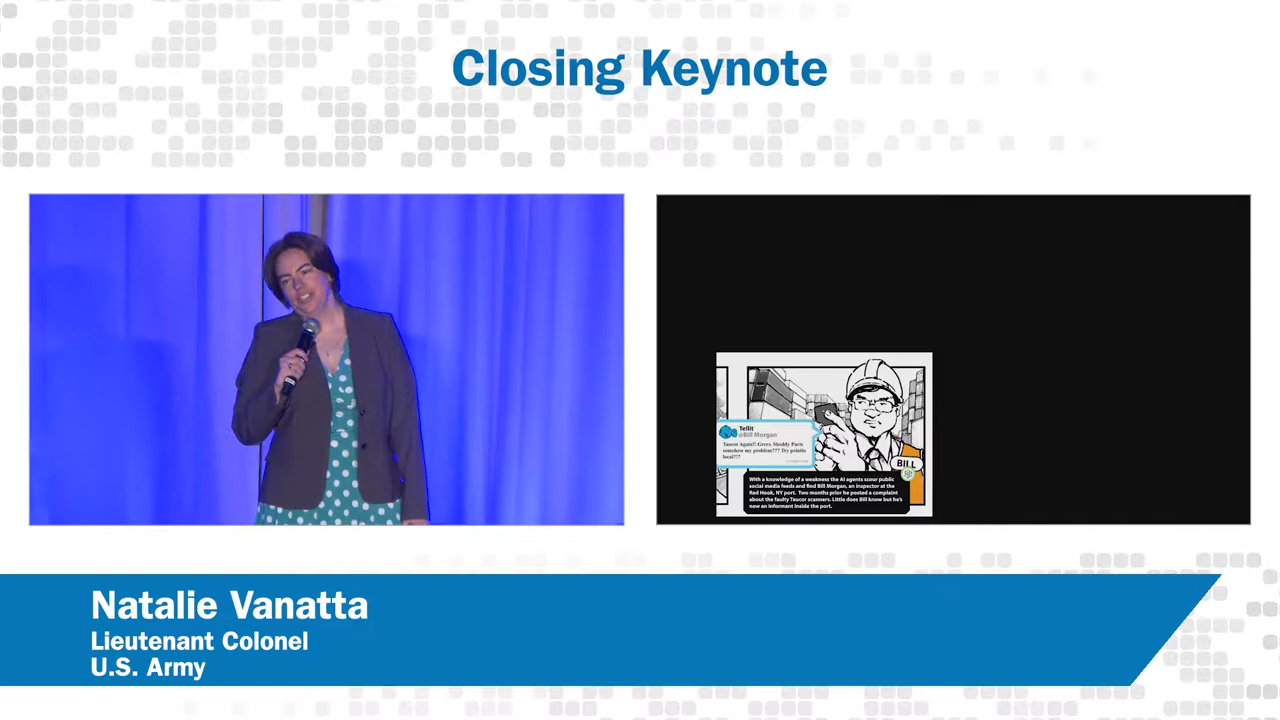 Closing Keynote
Tellit
@Bill Morgan
Taucor Again!! Grrrr. Shoddy Parts
somehow my problem??? Try
local???
BILL
With a knowledge of a weakness the AI agents scour public
social media feeds and find Bill Morgan, an inspector at the
Red Hook, NY port. Two months prior he posted a complaint
about the faulty Taucor scanners. Little does Bill know but he's
now an informant inside the port.
Natalie Vanatta
Lieutenant Colonel
U.S. Army